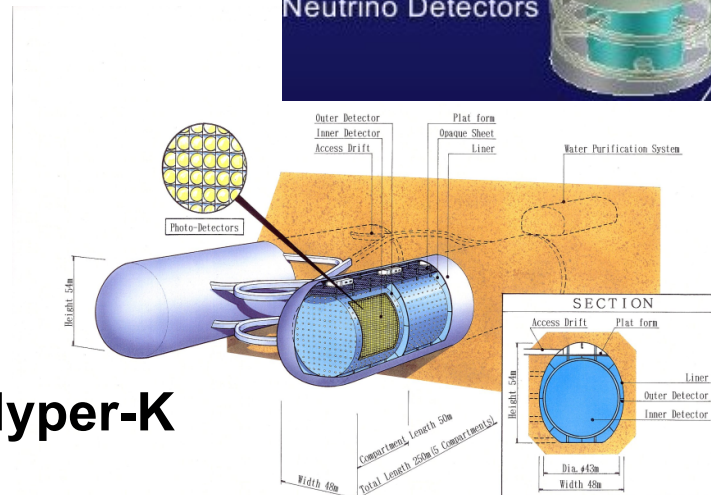 Neutrino Detectors
Outer Detector
Inner Detector
Access Drift
Plat form
Opaque Sheet
Liner
Water Purification System
Photo-Detectors
Height 54m
Compartment Length 50m
Total Length 250m(5 Compartments)
Width 48m
yper-K
SECTION
Access Drift
Plat form
Height 54m
Liner
Outer Detector
Inner Detector
Dia. ϕ43m
Width 48m